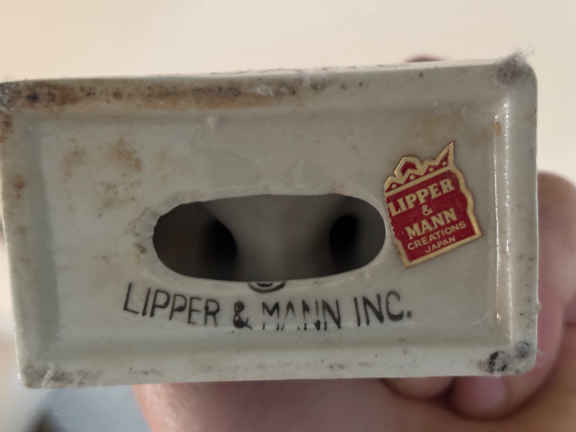 LIPPER
&
MANN
CREATIONS
JAPAN
©
LIPPER & MANN INC.